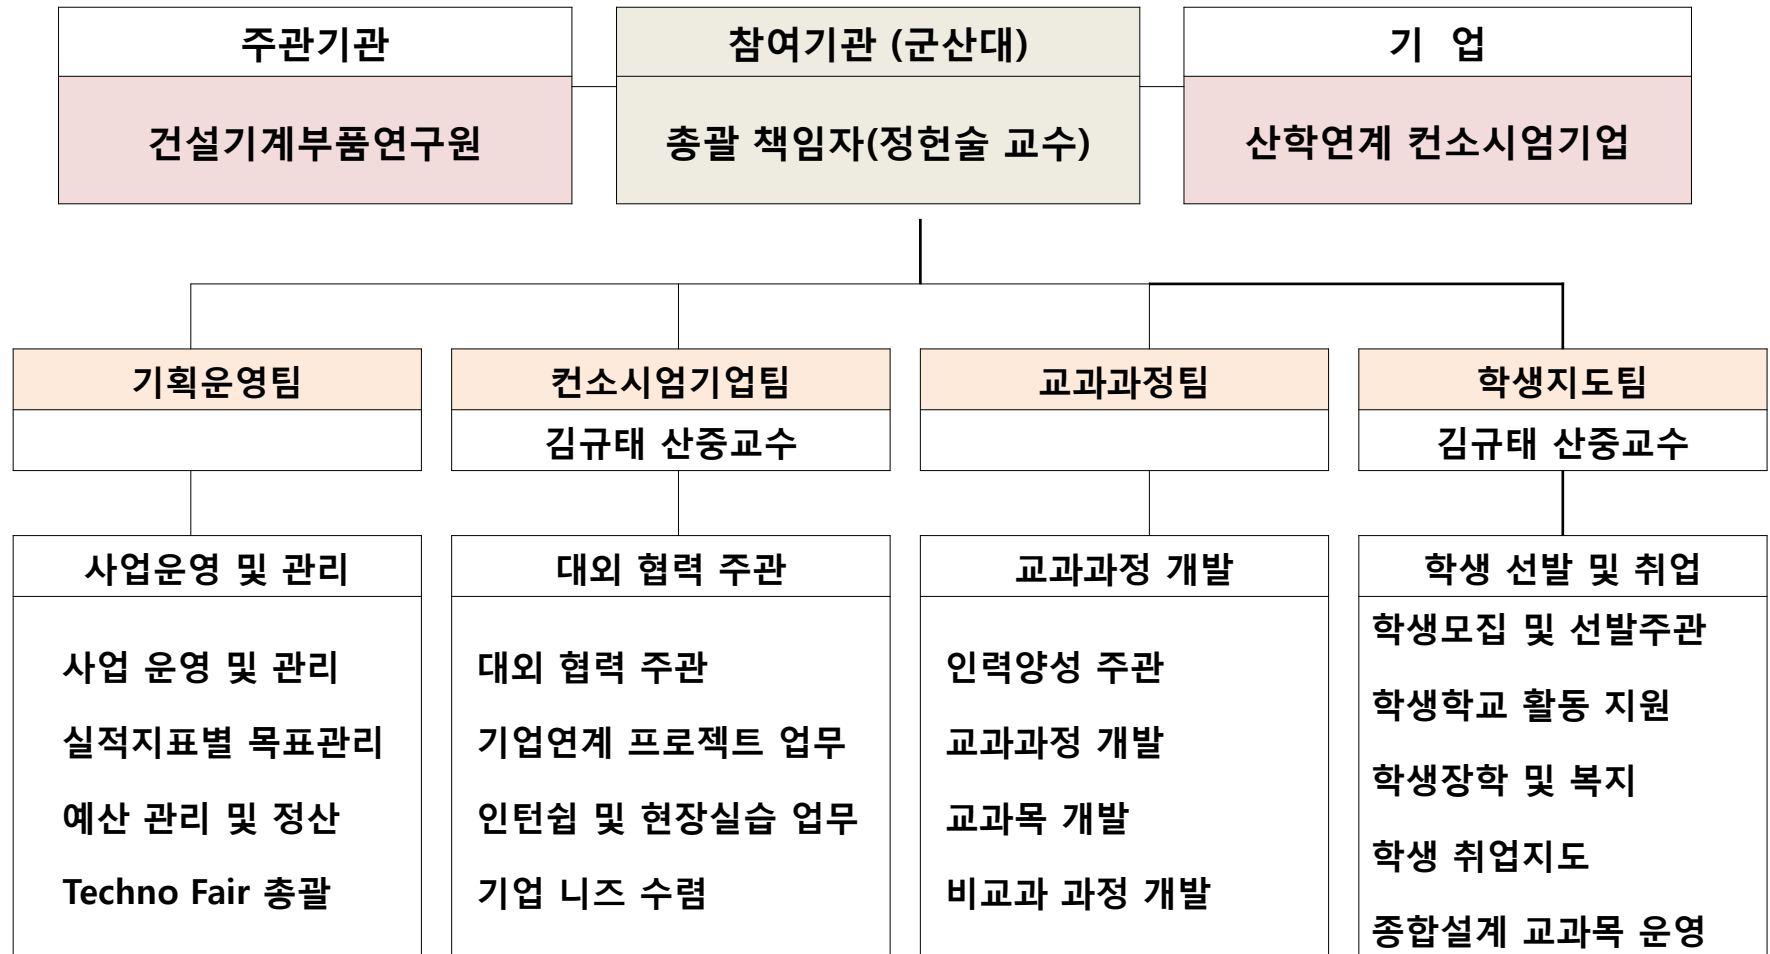 주관기관
건설기계부품연구원
참여기관 (군산대)
총괄 책임자(정헌술 교수)
기 업
산학연계 컨소시엄기업
기획운영팀
사업운영 및 관리
사업 운영 및 관리
실적지표별 목표관리
예산 관리 및 정산
Techno Fair 총괄
컨소시엄기업팀
김규태 산중교수
대외 협력 주관
대외 협력 주관
기업연계 프로젝트 업무
인턴쉽 및 현장실습 업무
기업 니즈 수렴
교과과정팀
교과과정 개발
인력양성 주관
교과과정 개발
교과목 개발
비교과 과정 개발
학생지도팀
김규태 산중교수
학생 선발 및 취업
학생모집 및 선발주관
학생학교 활동 지원
학생장학 및 복지
학생 취업지도
종합설계 교과목 운영